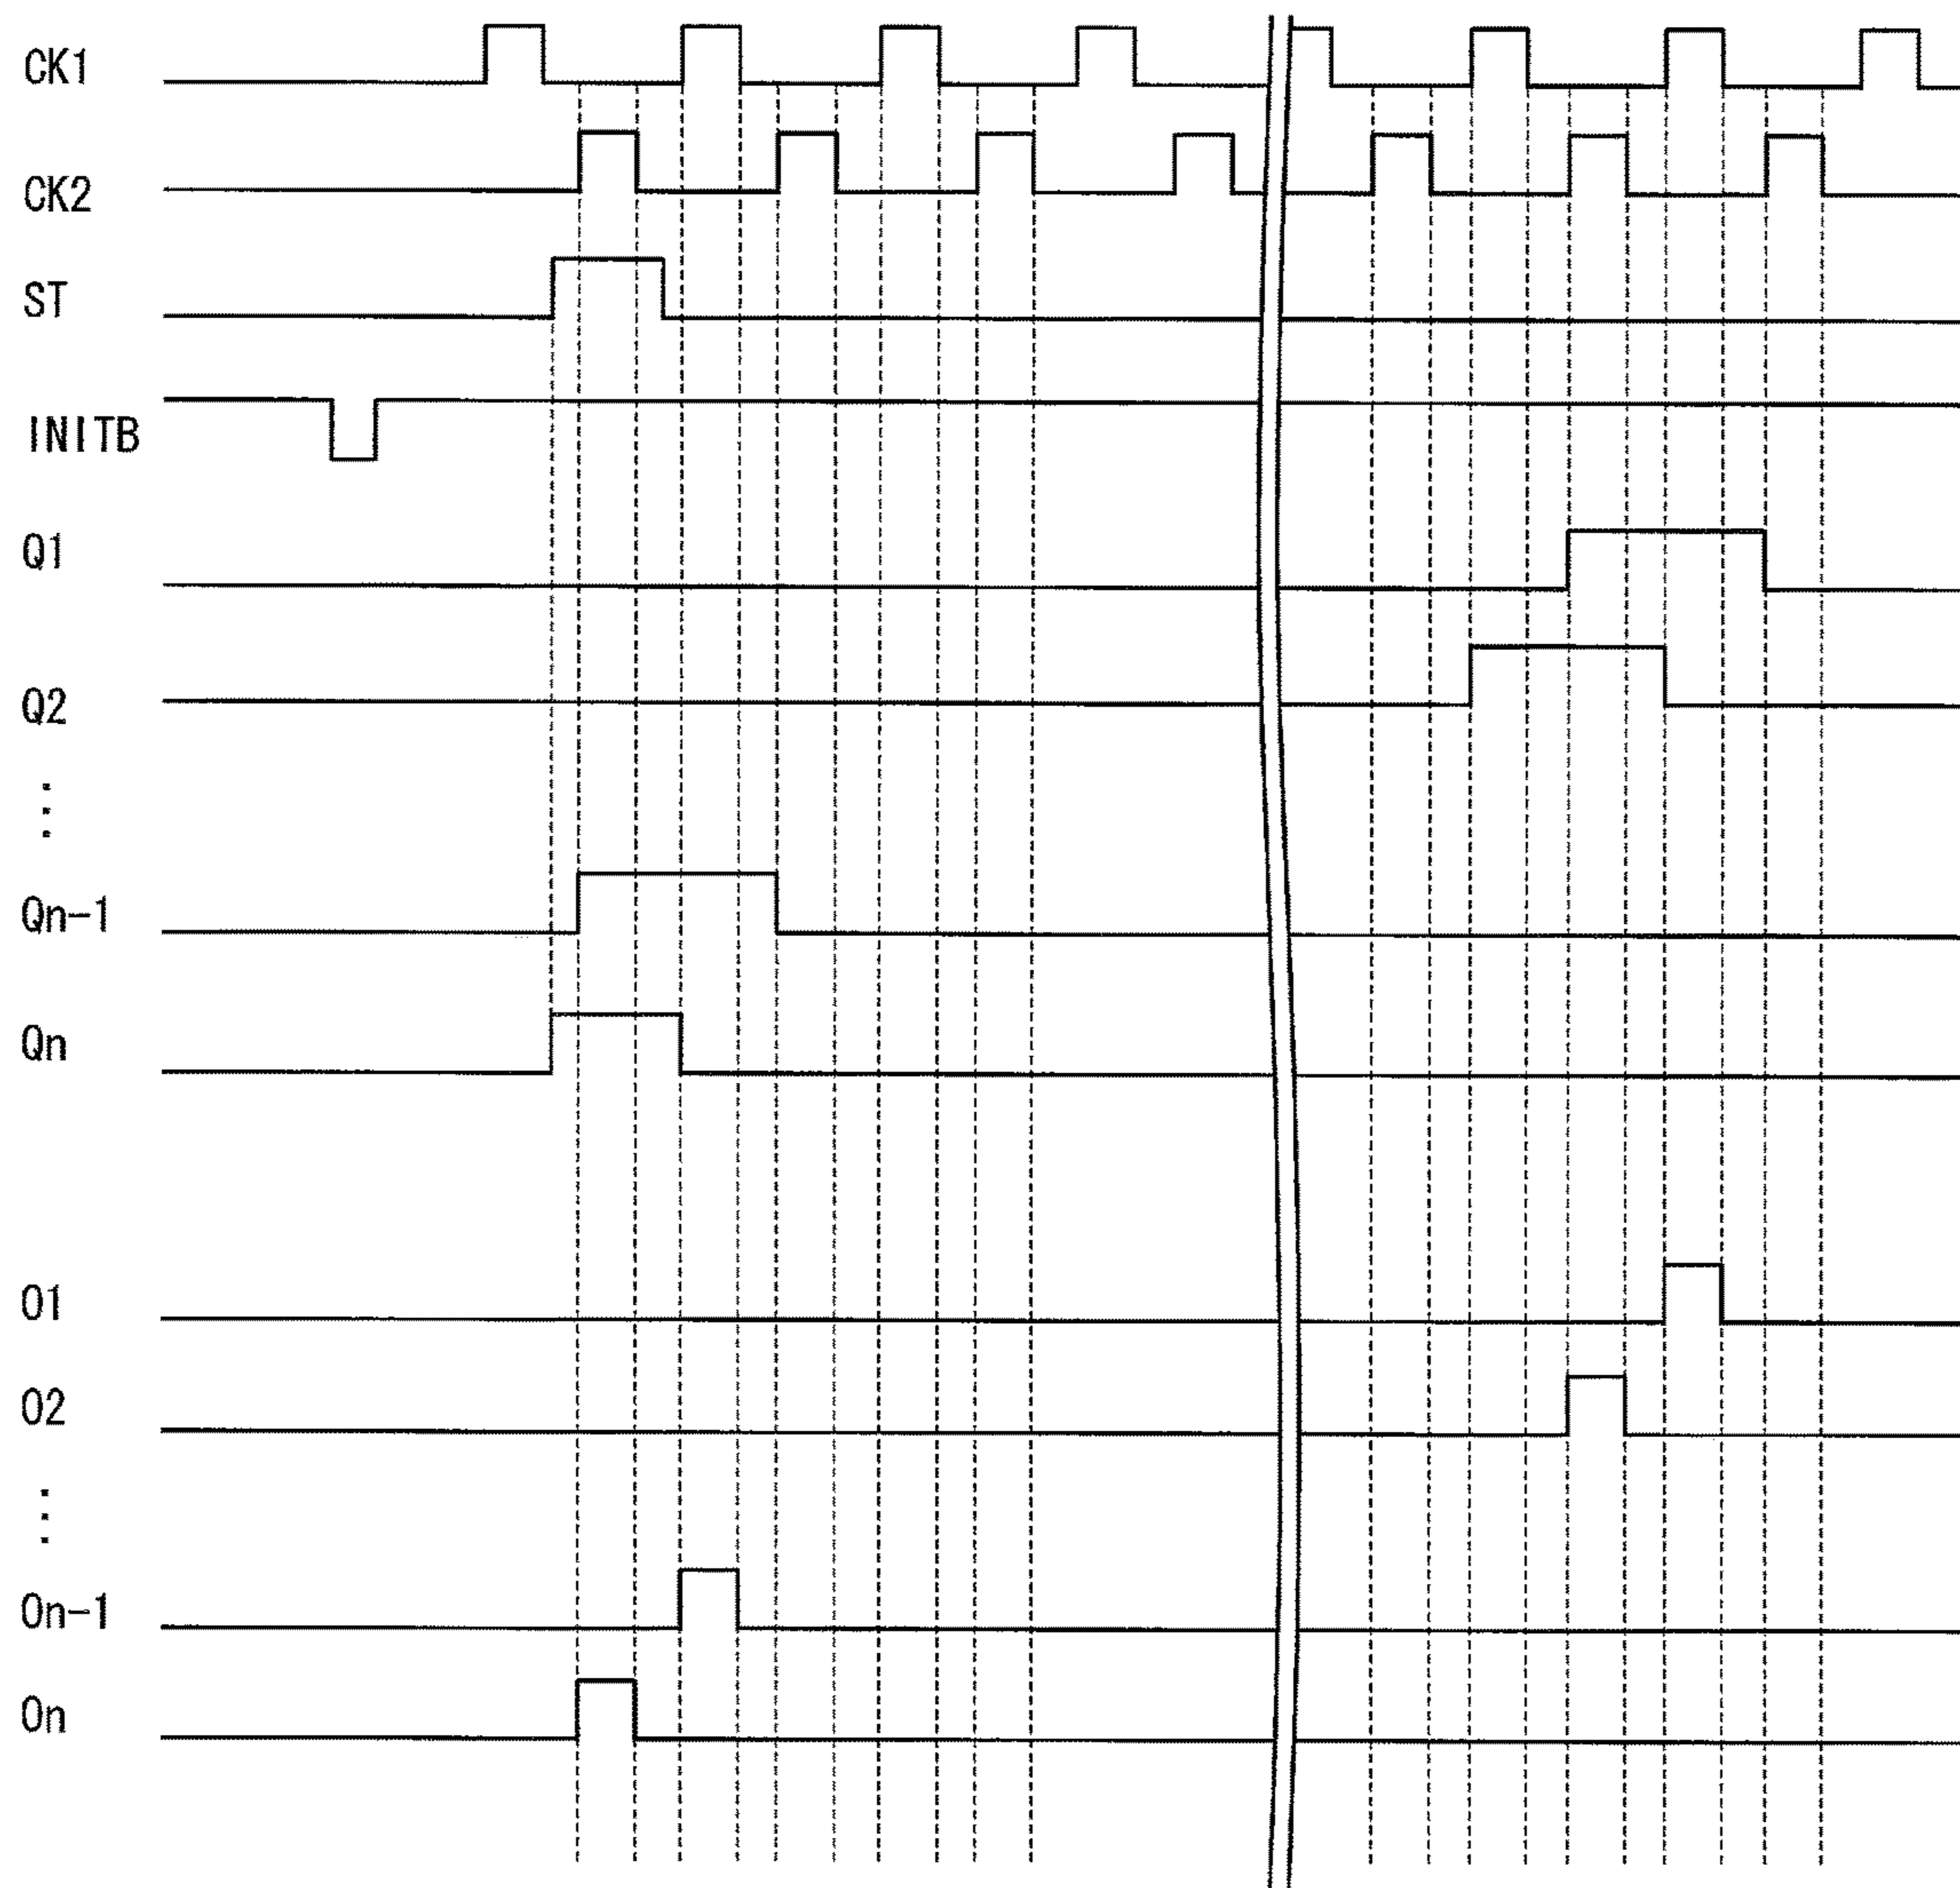 CK1
CK2
ST
INITB
Q1
Q2
⋮
Qn-1
Qn
O1
O2
⋮
On-1
On